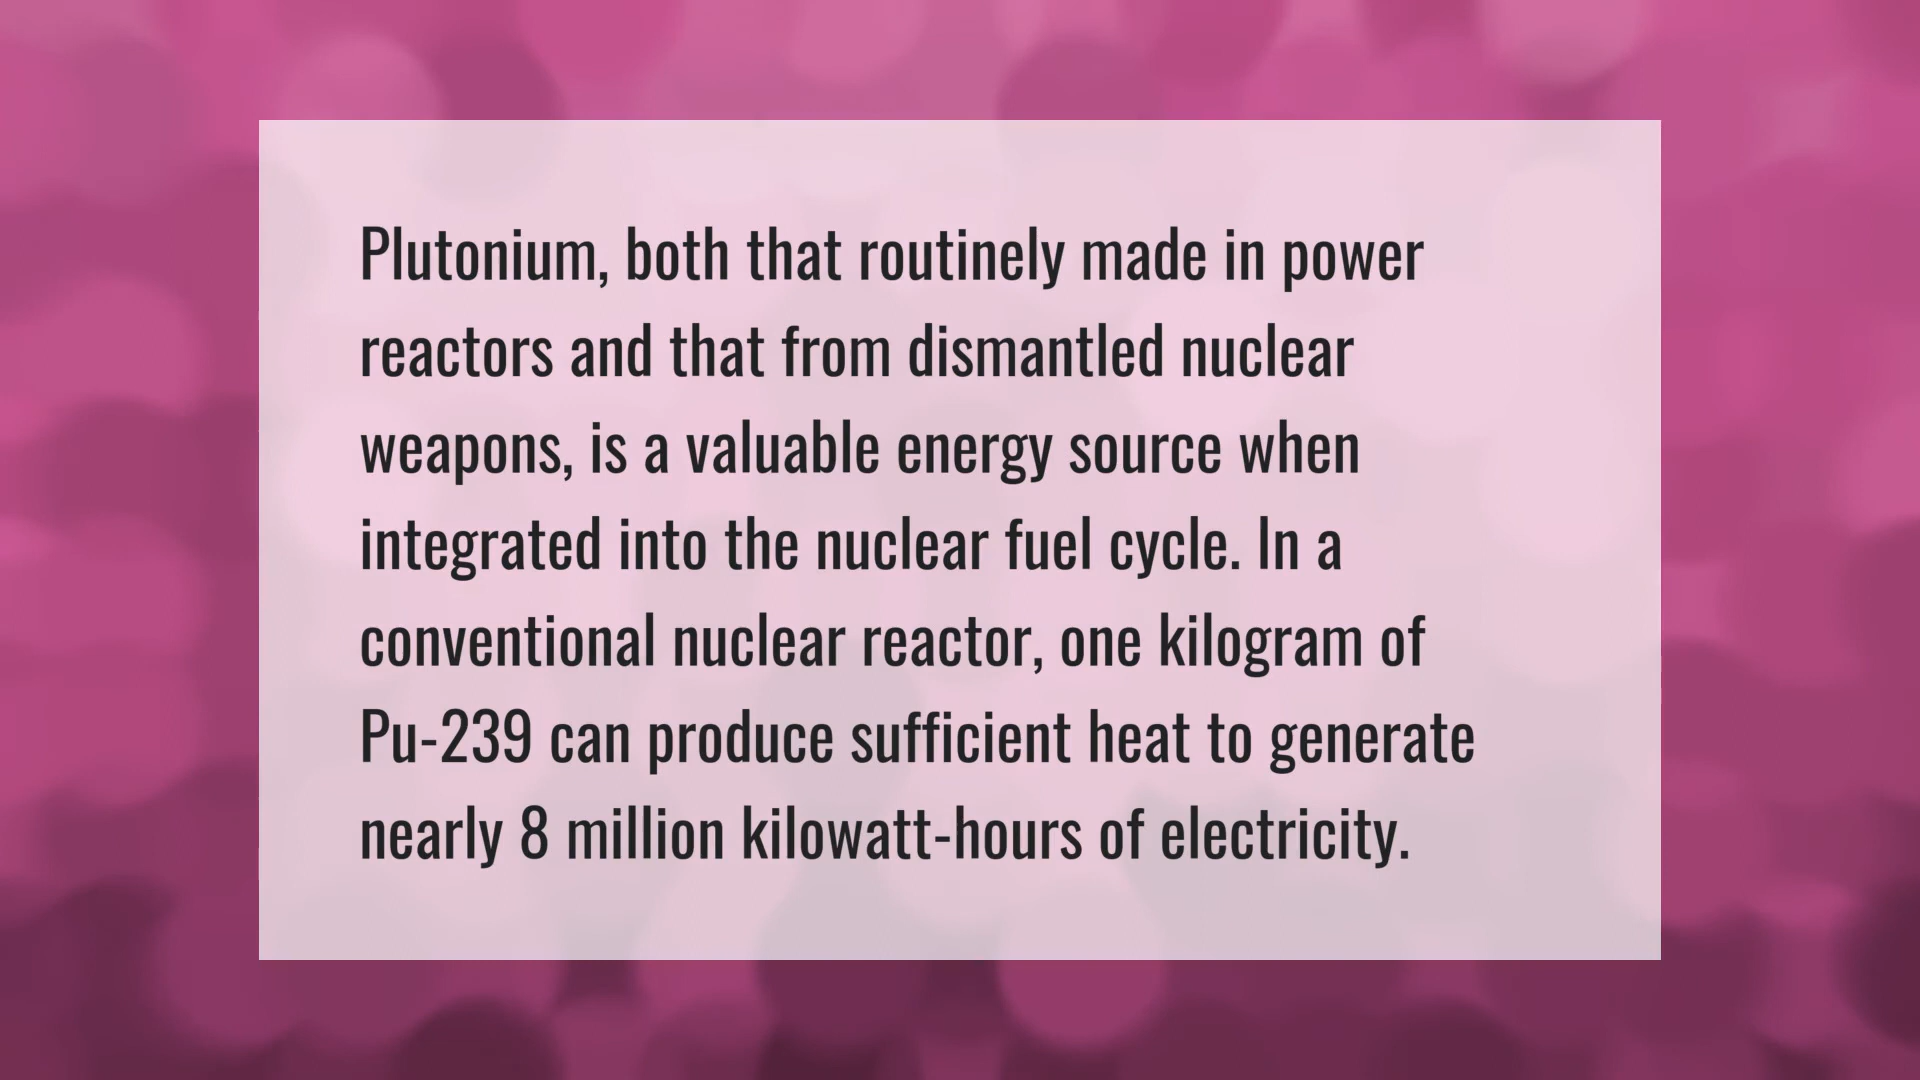 Plutonium, both that routinely made in power
reactors and that from dismantled nuclear
weapons, is a valuable energy source when
integrated into the nuclear fuel cycle. In a
conventional nuclear reactor, one kilogram of
Pu-239 can produce sufficient heat to generate
nearly 8 million kilowatt-hours of electricity.